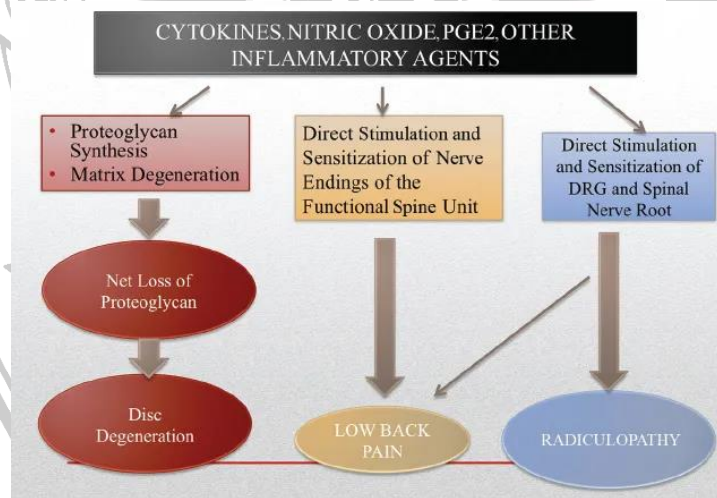 CYTOKINES,NITRIC OXIDE,PGE2,OTHER
INFLAMMATORY AGENTS
• Proteoglycan
Synthesis
• Matrix Degeneration
Direct Stimulation and
Sensitization of Nerve
Endings of the
Functional Spine Unit
Direct Stimulation
and Sensitization of
DRG and Spinal
Nerve Root
Net Loss of
Proteoglycan
Disc
Degeneration
LOW BACK
PAIN
RADICULOPATHY